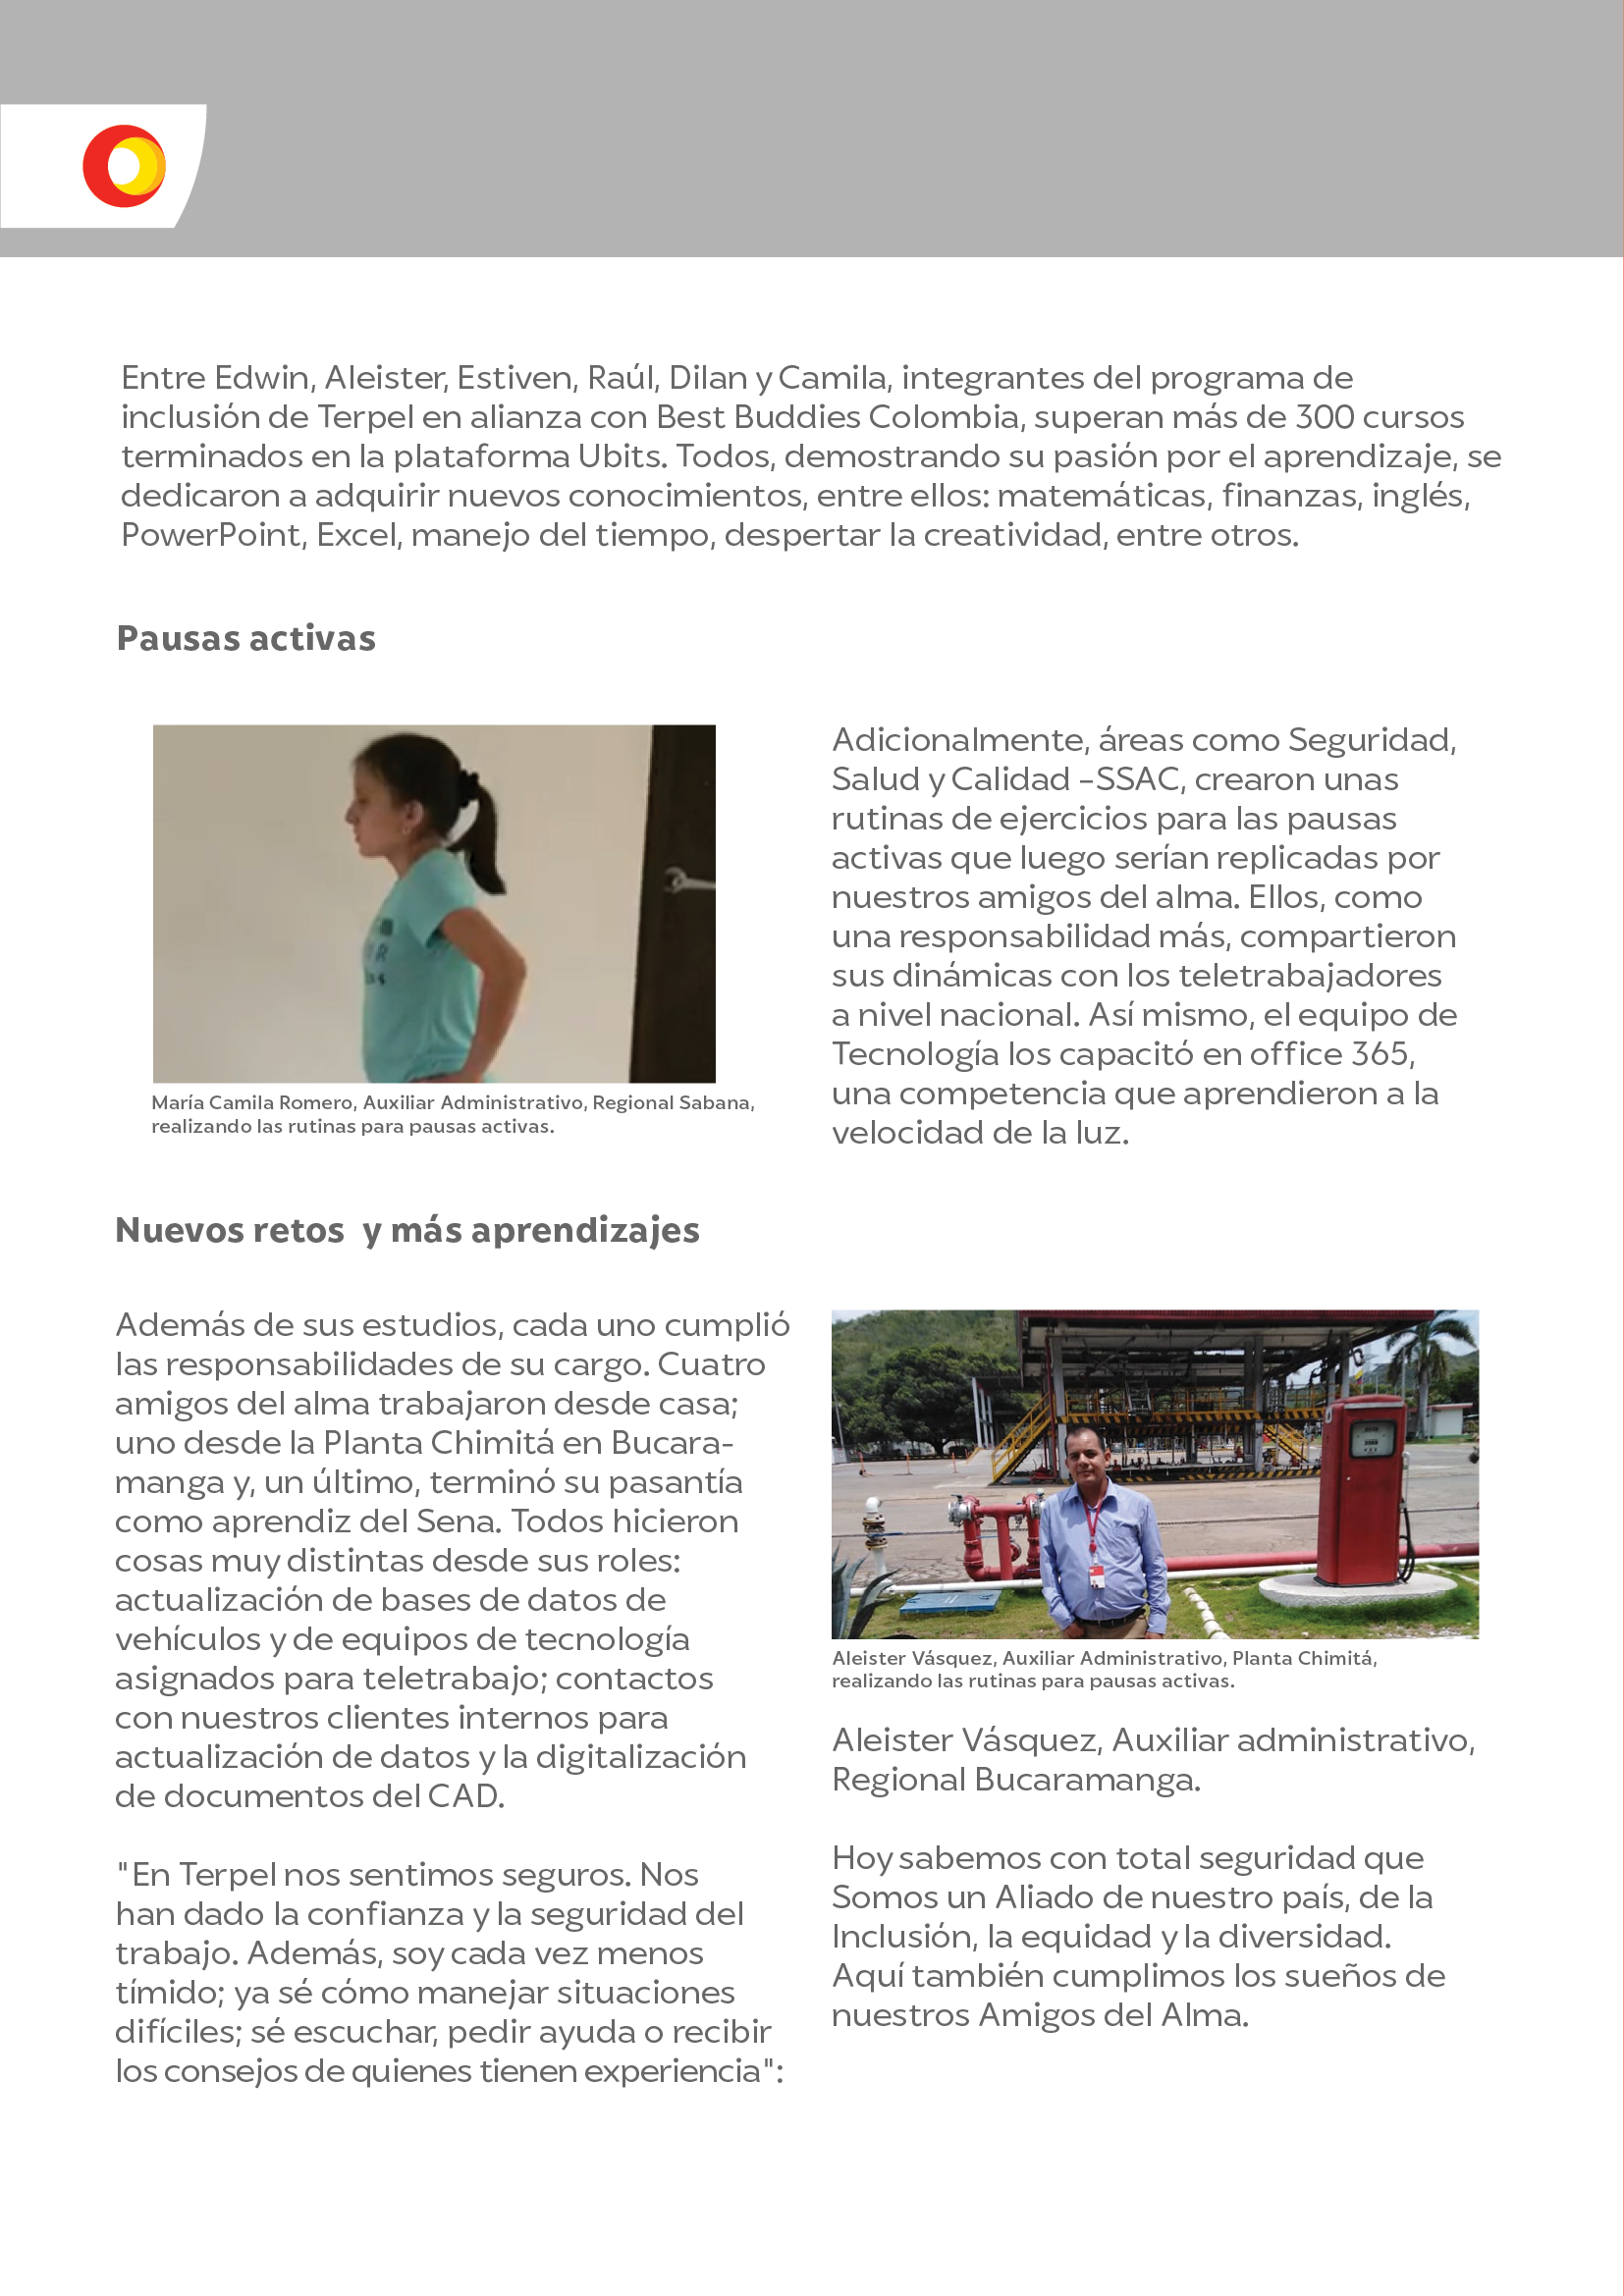 Entre Edwin, Aleister, Estiven, Raúl, Dilan y Camila, integrantes del programa de
inclusión de Terpel en alianza con Best Buddies Colombia, superan más de 300 cursos
terminados en la plataforma Ubits. Todos, demostrando su pasión por el aprendizaje, se
dedicaron a adquirir nuevos conocimientos, entre ellos: matemáticas, finanzas, inglés,
PowerPoint, Excel, manejo del tiempo, despertar la creatividad, entre otros.
Pausas activas
María Camila Romero, Auxiliar Administrativo, Regional Sabana,
realizando las rutinas para pausas activas.
Adicionalmente, áreas como Seguridad,
Salud y Calidad –SSAC, crearon unas
rutinas de ejercicios para las pausas
activas que luego serían replicadas por
nuestros amigos del alma. Ellos, como
una responsabilidad más, compartieron
sus dinámicas con los teletrabajadores
a nivel nacional. Así mismo, el equipo de
Tecnología los capacitó en office 365,
una competencia que aprendieron a la
velocidad de la luz.
Nuevos retos y más aprendizajes
Además de sus estudios, cada uno cumplió
las responsabilidades de su cargo. Cuatro
amigos del alma trabajaron desde casa;
uno desde la Planta Chimitá en Bucara-
manga y, un último, terminó su pasantía
como aprendiz del Sena. Todos hicieron
cosas muy distintas desde sus roles:
actualización de bases de datos de
vehículos y de equipos de tecnología
asignados para teletrabajo; contactos
con nuestros clientes internos para
actualización de datos y la digitalización
de documentos del CAD.
"En Terpel nos sentimos seguros. Nos
han dado la confianza y la seguridad del
trabajo. Además, soy cada vez menos
tímido; ya sé cómo manejar situaciones
difíciles; sé escuchar, pedir ayuda o recibir
los consejos de quienes tienen experiencia":
Aleister Vásquez, Auxiliar Administrativo, Planta Chimitá,
realizando las rutinas para pausas activas.
Aleister Vásquez, Auxiliar administrativo,
Regional Bucaramanga.
Hoy sabemos con total seguridad que
Somos un Aliado de nuestro país, de la
Inclusión, la equidad y la diversidad.
Aquí también cumplimos los sueños de
nuestros Amigos del Alma.